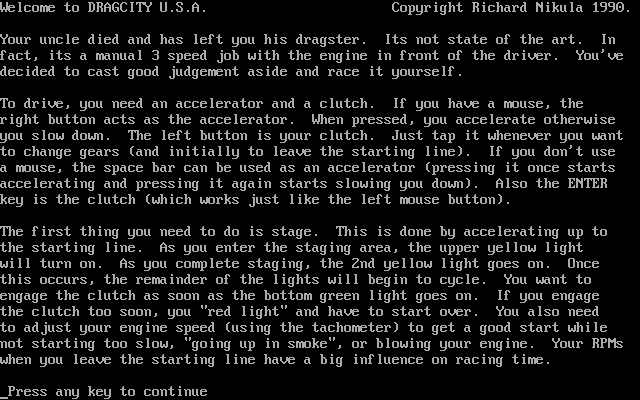 Welcome to DRAGCITY U.S.A. Copyright Richard Nikula 1990.
Your uncle died and has left you his dragster. Its not state of the art. In
fact, its a manual 3 speed job with the engine in front of the driver. You've
decided to cast good judgement aside and race it yourself.
To drive, you need an accelerator and a clutch. If you have a mouse, the
right button acts as the accelerator. When pressed, you accelerate otherwise
you slow down. The left button is your clutch. Just tap it whenever you want
to change gears (and initially to leave the starting line). If you don't use
a mouse, the space bar can be used as an accelerator (pressing it once starts
accelerating and pressing it again starts slowing you down). Also the ENTER
key is the clutch (which works just like the left mouse button).
The first thing you need to do is stage. This is done by accelerating up to
the starting line. As you enter the staging area, the upper yellow light
will turn on. As you complete staging, the 2nd yellow light goes on. Once
this occurs, the remainder of the lights will begin to cycle. You want to
engage the clutch as soon as the bottom green light goes on. If you engage
the clutch too soon, you "red light" and have to start over. You also need
to adjust your engine speed (using the tachometer) to get a good start while
not starting too slow, "going up in smoke", or blowing your engine. Your RPMs
when you leave the starting line have a big influence on racing time.
_Press any key to continue